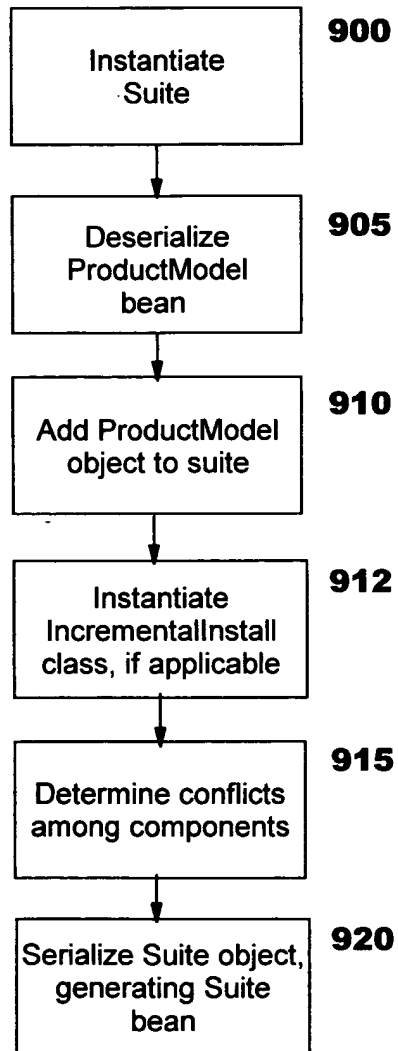 900
Instantiate
Suite
905
Deserialize
ProductModel
bean
910
Add ProductModel
object to suite
912
Instantiate
IncrementalInstall
class, if applicable
915
Determine conflicts
among components
920
Serialize Suite object,
generating Suite
bean